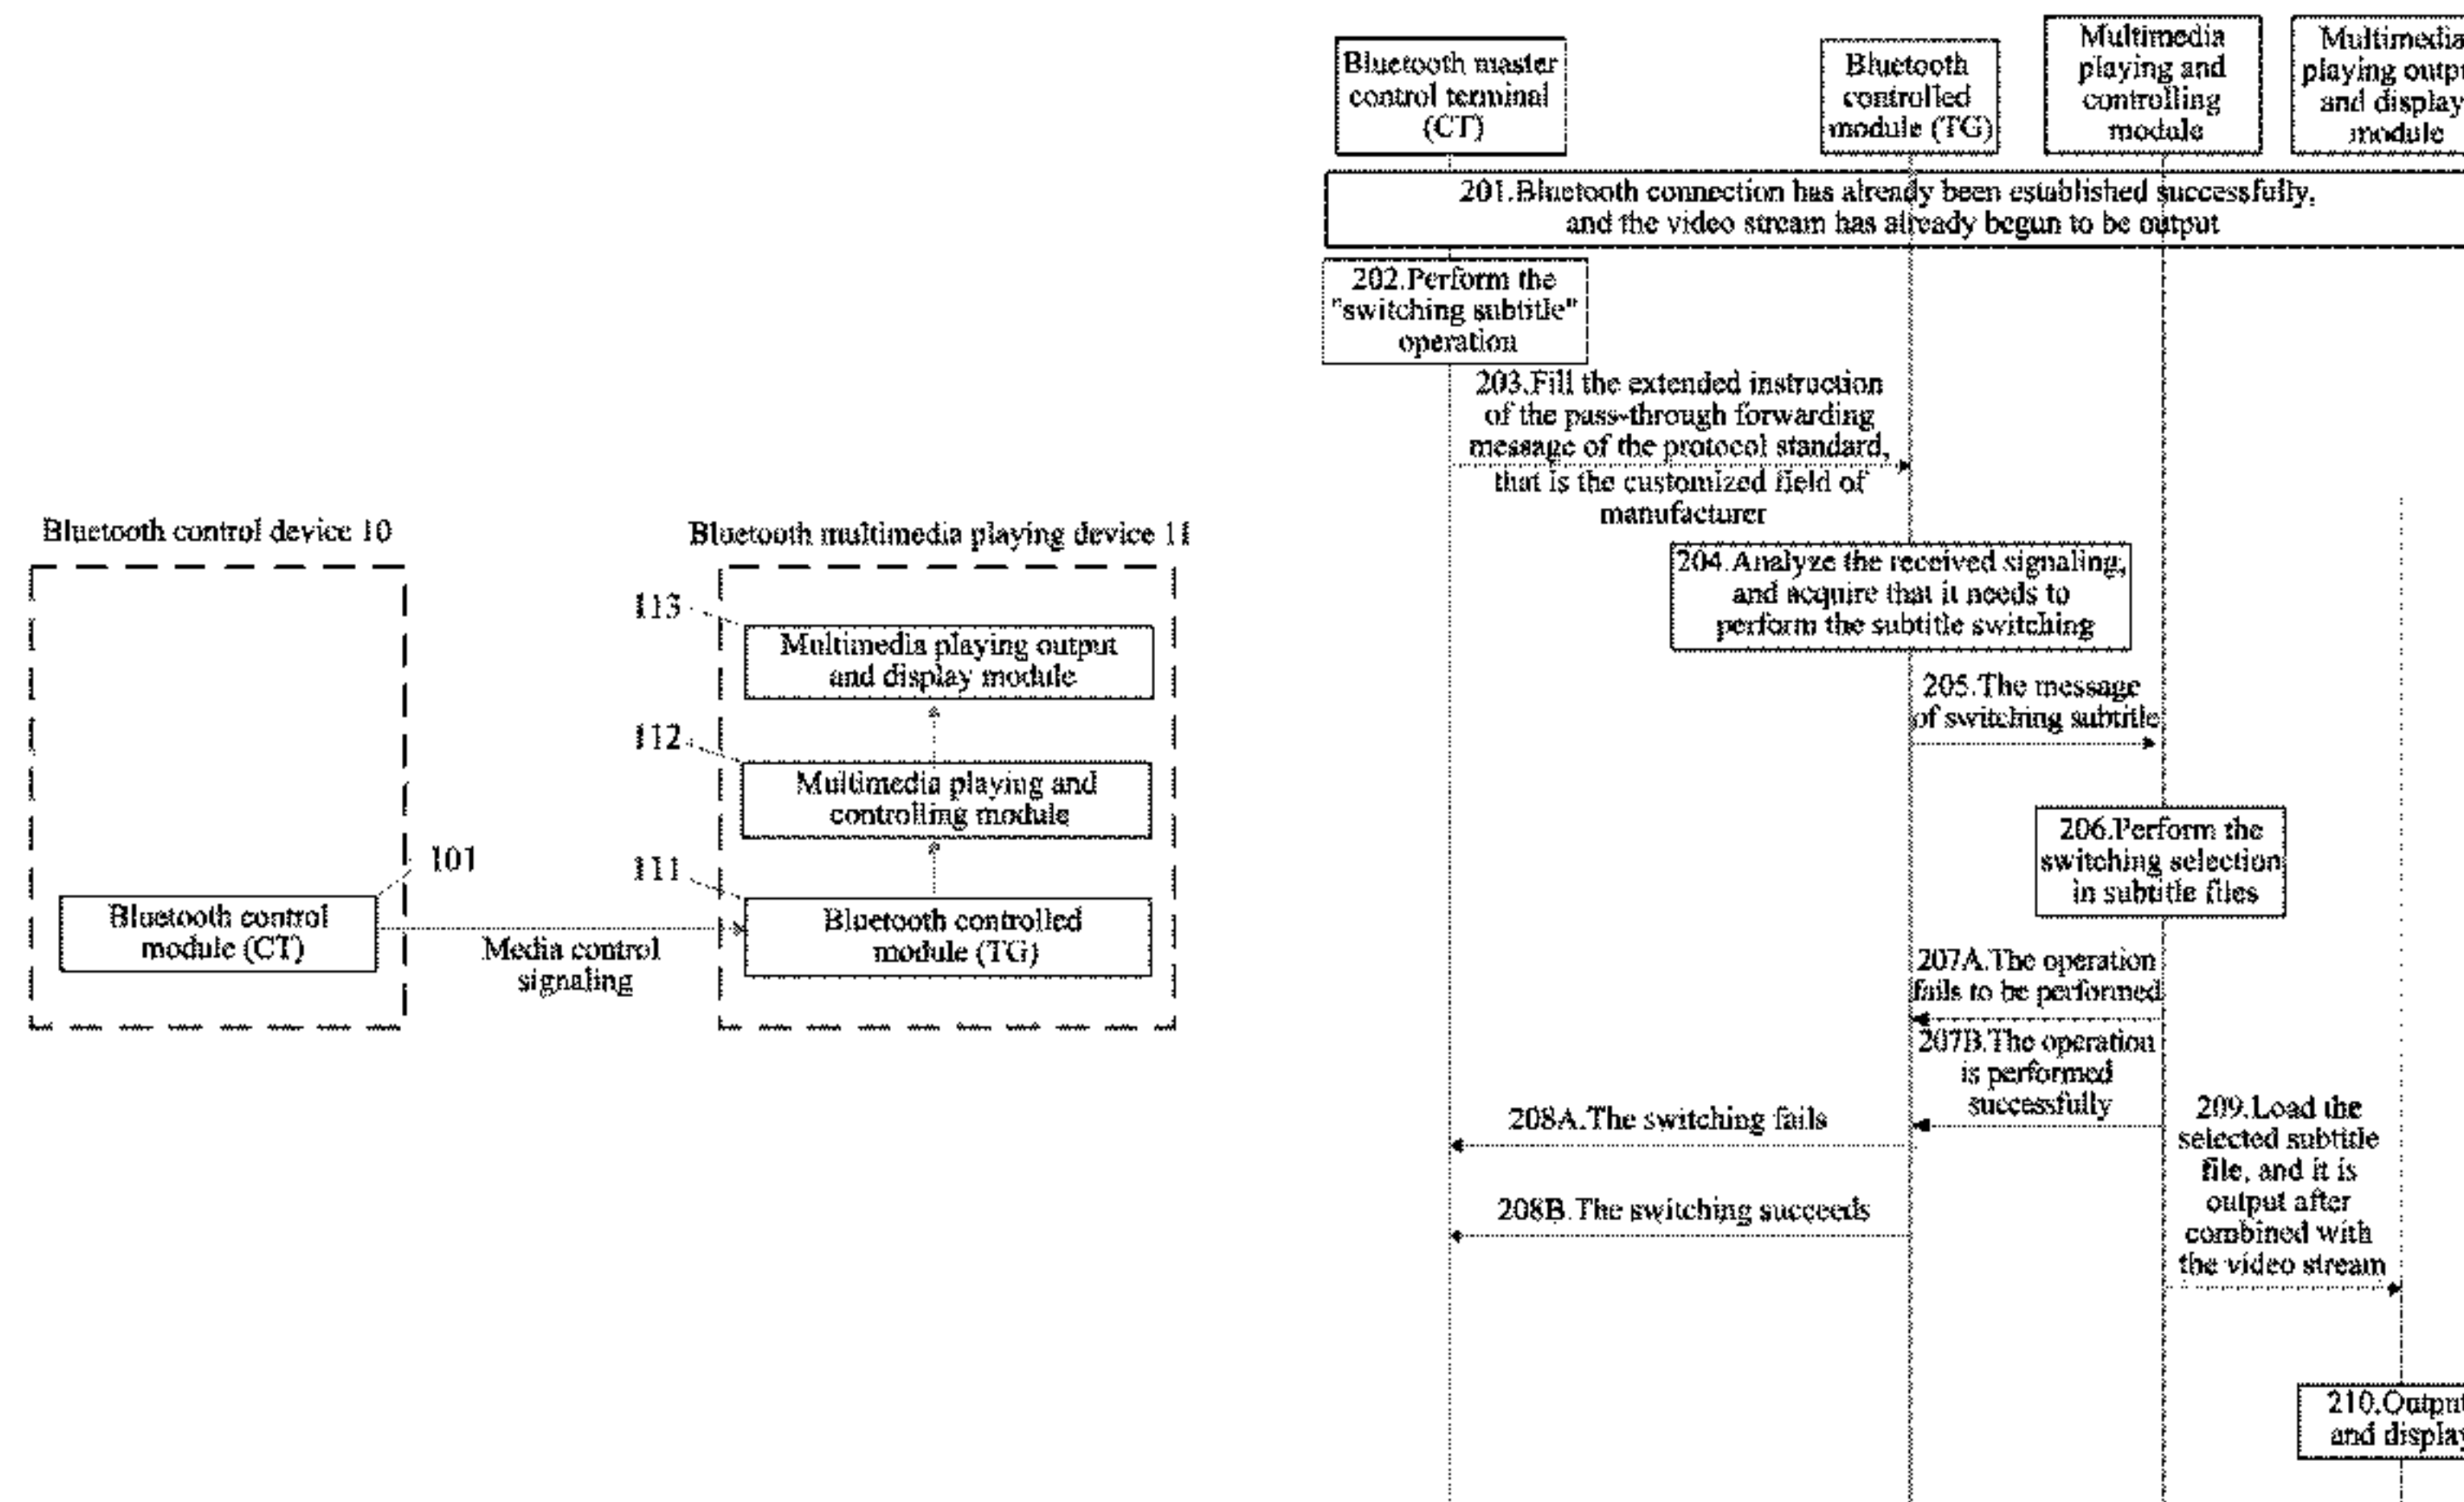 Bluetooth control device 10
Bluetooth multimedia playing device 11
113
Multimedia playing output
and display module
112
Multimedia playing and
controlling module
101
111
Bluetooth control
module (CT)
Media control
signaling
Bluetooth controlled
module (TG)
Bluetooth master
control terminal
(CT)
Bluetooth
controlled
module (TG)
Multimedia
playing and
controlling
module
Multimedia
playing outpu
and display
module
201.Bluetooth connection has already been established successfully,
and the video stream has already begun to be output
202.Perform the
"switching subtitle"
operation
203.Fill the extended instruction
of the pass-through forwarding
message of the protocol standard,
that is the customized field of
manufacturer
204.Analyze the received signaling,
and acquire that it needs to
perform the subtitle switching
205.The message
of switching subtitle
206.Perform the
switching selection
in subtitle files
207A.The operation
fails to be performed
207B.The operation
is performed
successfully
208A.The switching fails
208B.The switching succeeds
209.Load the
selected subtitle
file, and it is
output after
combined with
the video stream
210.Output
and display